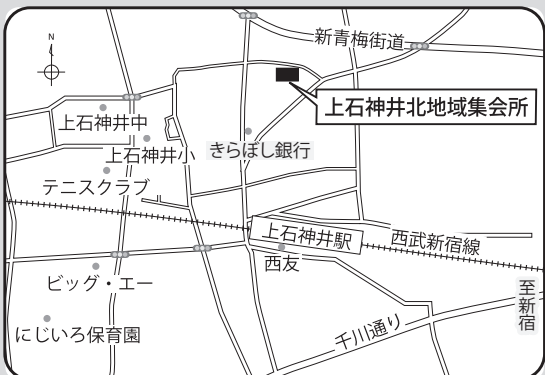 N
新青梅街道
上石神井北地域集会所
上石神井中
上石神井小
きらぼし銀行
テニスクラブ
上石神井駅
西武新宿線
西友
ビッグ・エー
至新宿
にじいろ保育園
千川通り